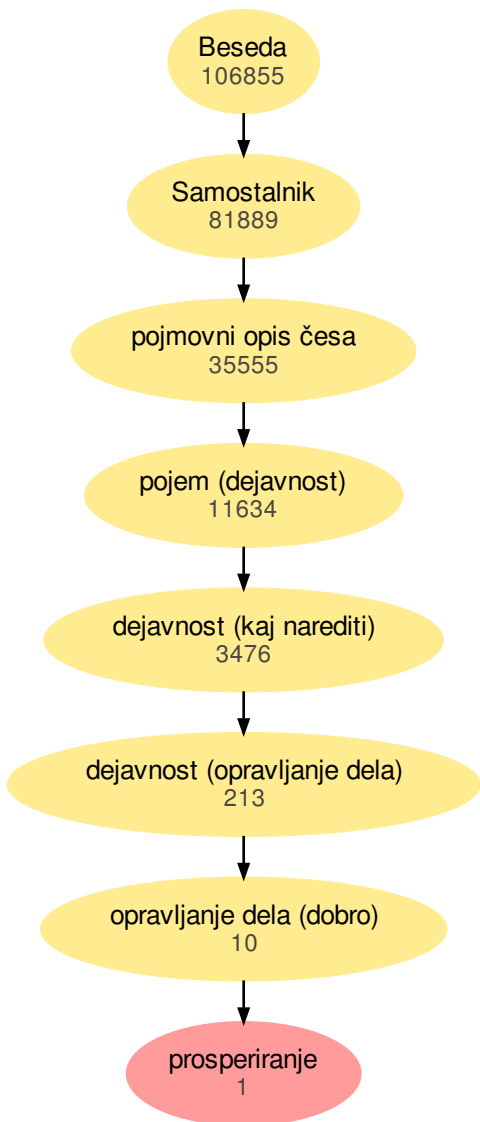 Beseda
106855
Samostalnik
81889
pojmovni opis česa
35555
pojem (dejavnost)
11634
dejavnost (kaj narediti)
3476
dejavnost (opravljanje dela)
213
opravljanje dela (dobro)
10
prosperiranje
1